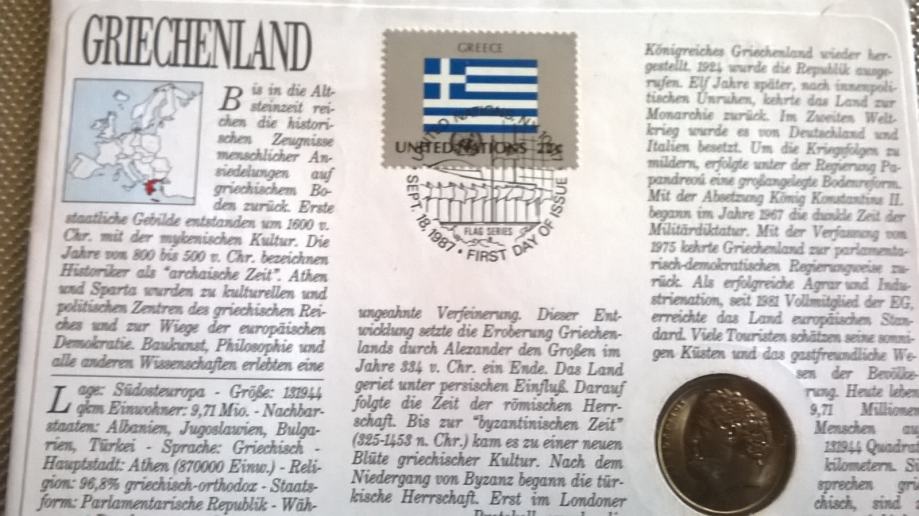 GRIECHENLAND
Bis in die Alt-
steinzeit rei-
chen die histori-
schen Zeugnisse
menschlicher An-
siedelungen auf
griechischem Bo-
den zurück. Erste
staatliche Gebilde entstanden um 1600 v.
Chr. mit der mykenischen Kultur. Die
Jahre von 800 bis 500 v. Chr. bezeichnen
Historiker als "archaische Zeit". Athen
und Sparta wurden zu kulturellen und
politischen Zentren des griechischen Rei-
ches und zur Wiege der europäischen
Demokratie. Baukunst, Philosophie und
alle anderen Wissenschaften erlebten eine
Lage: Südosteuropa - Größe: 131944
qkm Einwohner: 9,71 Mio. - Nachbar-
staaten: Albanien, Jugoslawien, Bulga-
rien, Türkei - Sprache: Griechisch -
Hauptstadt: Athen (870000 Einw.) - Reli-
gion: 96,8% griechisch-orthodox - Staats-
form: Parlamentarische Republik - Wäh-
GREECE
UNITED NATIONS 22c
UNITED NATIONS, N.Y. 10017
SEPT. 18, 1987 • FIRST DAY OF ISSUE
FLAG SERIES
ungeahnte Verfeinerung. Dieser Ent-
wicklung setzte die Eroberung Griechen-
lands durch Alexander den Großen im
Jahre 334 v. Chr. ein Ende. Das Land
geriet unter persischen Einfluß. Darauf
folgte die Zeit der römischen Herr-
schaft. Bis zur "byzantinischen Zeit"
(325-1453 n. Chr.) kam es zu einer neuen
Blüte griechischer Kultur. Nach dem
Niedergang von Byzanz begann die tür-
kische Herrschaft. Erst im Londoner
Königreiches Griechenland wieder her-
gestellt. 1924 wurde die Republik ausge-
rufen. Elf Jahre später, nach innenpoli-
tischen Unruhen, kehrte das Land zur
Monarchie zurück. Im Zweiten Welt-
krieg wurde es von Deutschland und
Italien besetzt. Um die Kriegsfolgen zu
mildern, erfolgte unter der Regierung Pa-
pandreou eine großangelegte Bodenreform.
Mit der Absetzung König Konstantins II.
begann im Jahre 1967 die dunkle Zeit der
Militärdiktatur. Mit der Verfassung von
1975 kehrte Griechenland zur parlamenta-
risch-demokratischen Regierungsweise zu-
rück. Als erfolgreiche Agrar und Indu-
strienation, seit 1981 Vollmitglied der EG,
erreichte das Land europäischen Stan-
dard. Viele Touristen schätzen seine sonni-
gen Küsten und das gastfreundliche We-
sen der Bevölke-
rung. Heute leben
9,71 Millionen
Menschen auf
131944 Quadrat
kilometern. Si
sprechen grie
chisch, sind